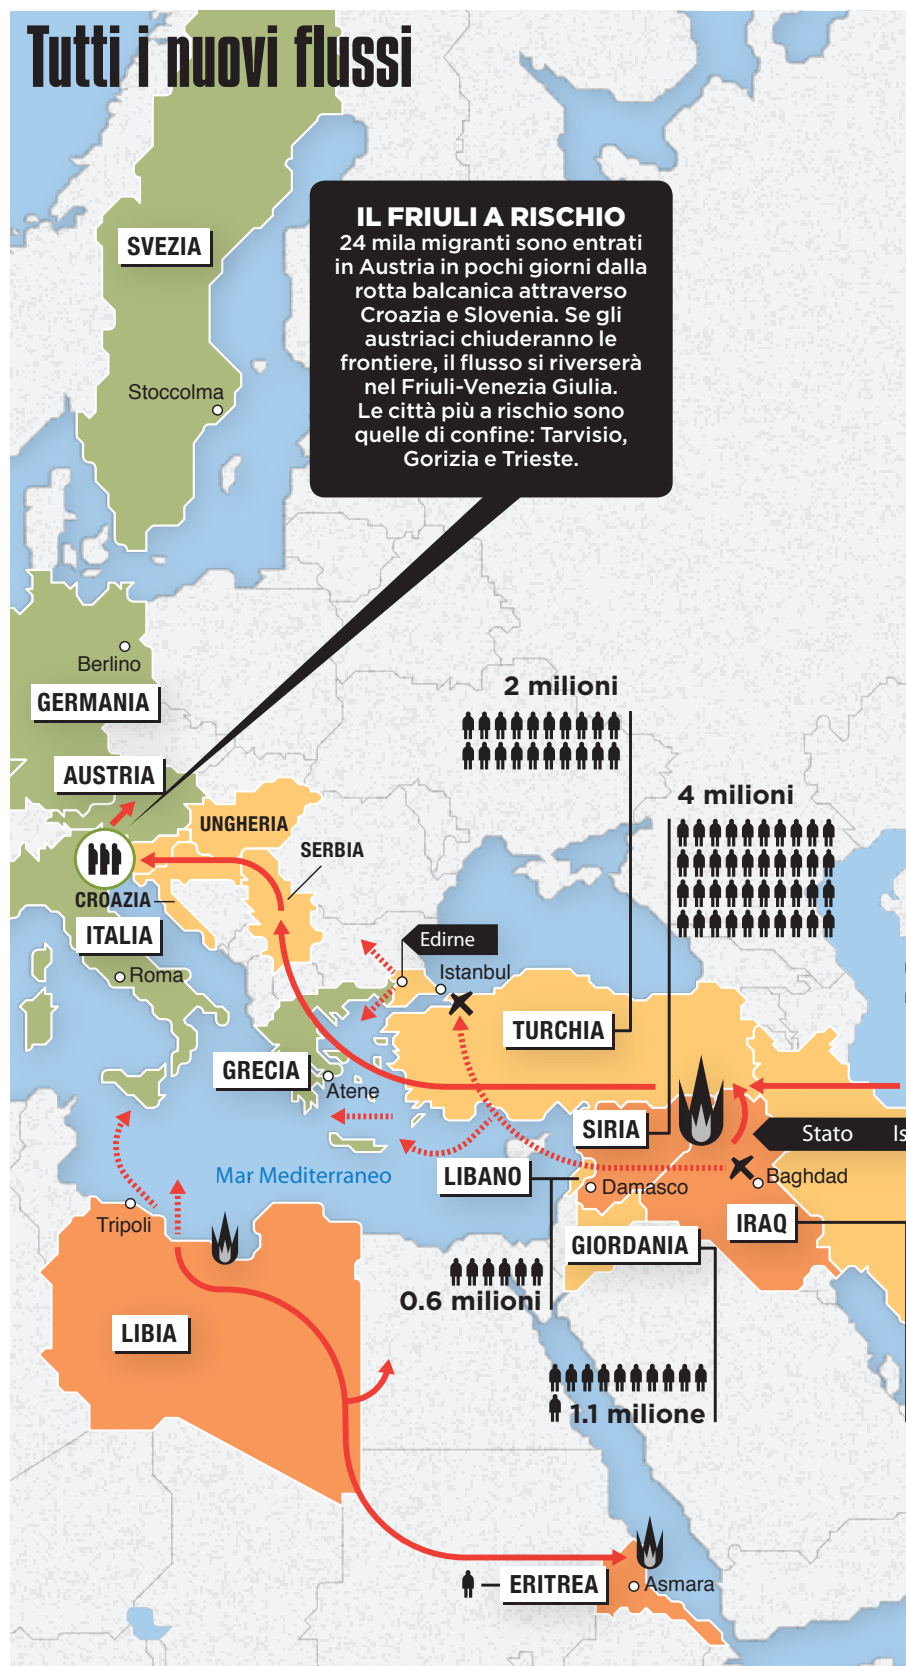 Tutti i nuovi flussi
IL FRIULI A RISCHIO
24 mila migranti sono entrati
in Austria in pochi giorni dalla
rotta balcanica attraverso
Croazia e Slovenia. Se gli
austriaci chiuderanno le
frontiere, il flusso si riverserà
nel Friuli-Venezia Giulia.
Le città più a rischio sono
quelle di confine: Tarvisio,
Gorizia e Trieste.
SVEZIA
Stoccolma
Berlino
GERMANIA
2 milioni
AUSTRIA
4 milioni
UNGHERIA
SERBIA
CROAZIA
ITALIA
Edirne
Roma
Istanbul
TURCHIA
GRECIA
Atene
SIRIA
Stato Is
Mar Mediterraneo
LIBANO
Damasco
Baghdad
Tripoli
IRAQ
GIORDANIA
0.6 milioni
LIBIA
1.1 milione
ERITREA
Asmara